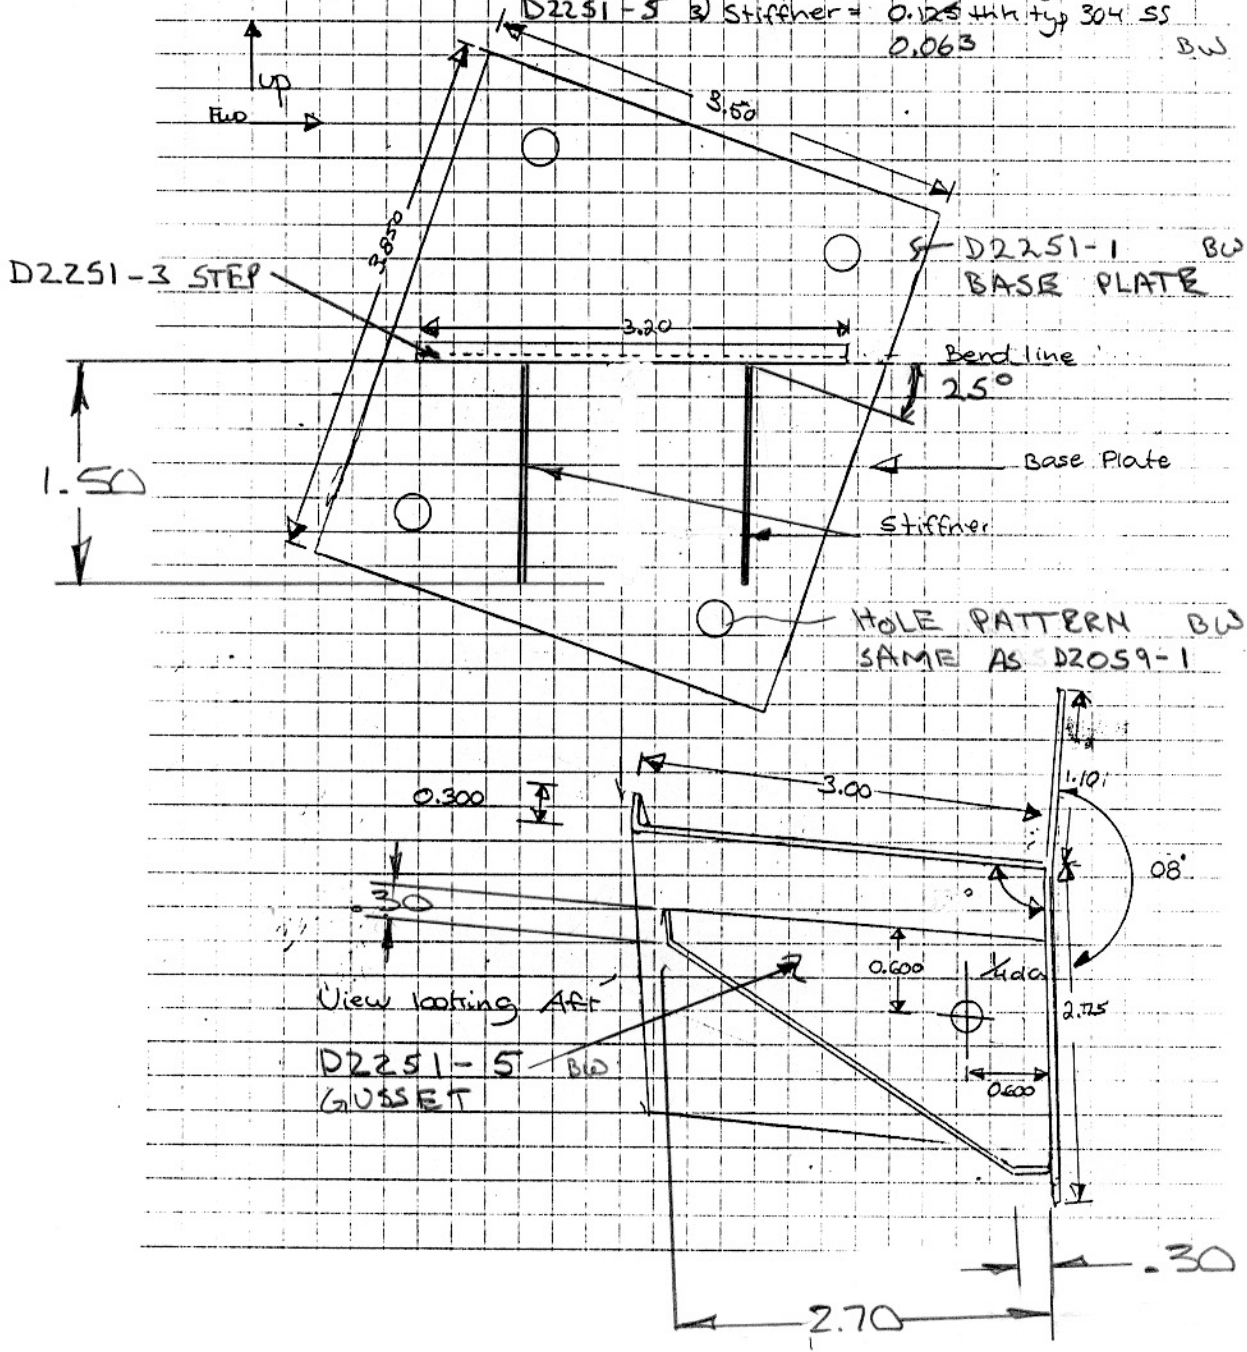 D2251-5 3) Stiffner = 0.125 thk typ 304 SS
0.063 BW
up
FWD
3.50
3.850
D2251-1 BW
BASE PLATE
D2251-3 STEP
3.20
Bend line
25°
1.50
Base Plate
Stiffner
HOLE PATTERN BW
SAME AS D2059-1
0.300
3.00
1.10
08°
.30
0.600
2.75
View looking Aft
D2251-5 BW
GUSSET
0.600
.30
2.70